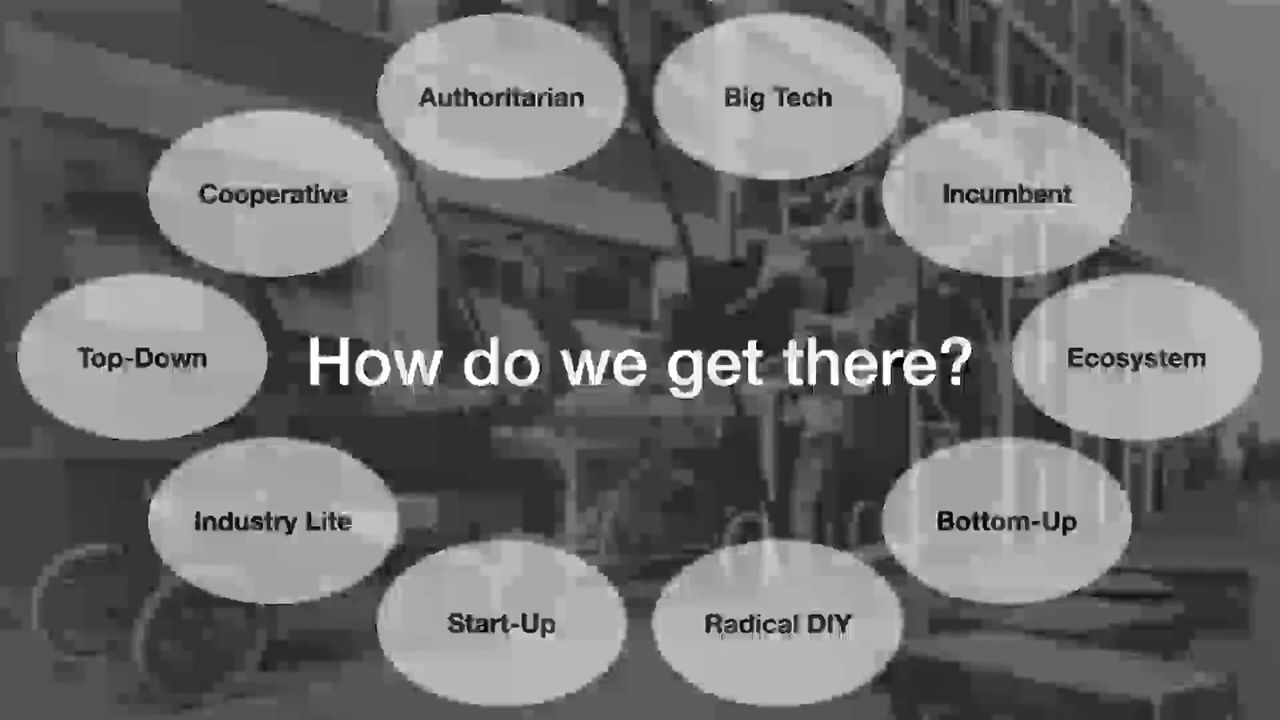 Authoritarian
Big Tech
Cooperative
Incumbent
Top-Down
How do we get there?
Ecosystem
Industry Lite
Bottom-Up
Start-Up
Radical DIY